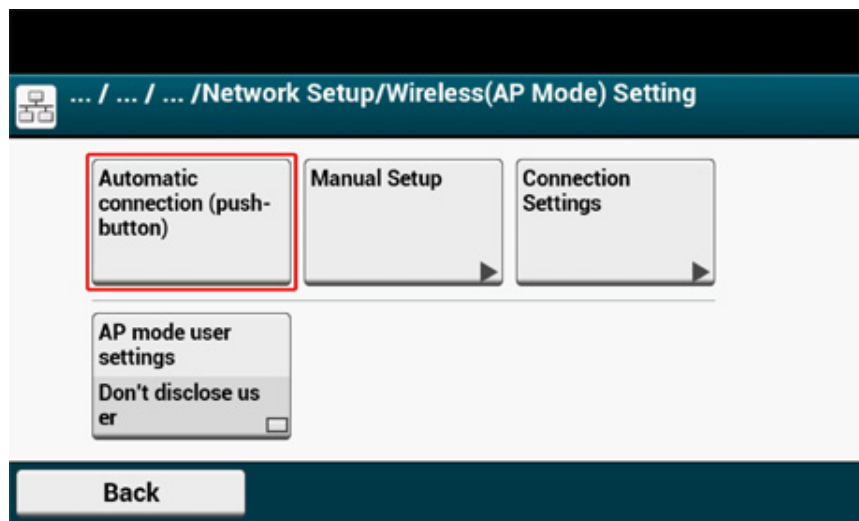 ... / ... / ... /Network Setup/Wireless(AP Mode) Setting
Automatic
connection (push-
button)
Manual Setup
Connection
Settings
AP mode user
settings
Don't disclose us
er
Back